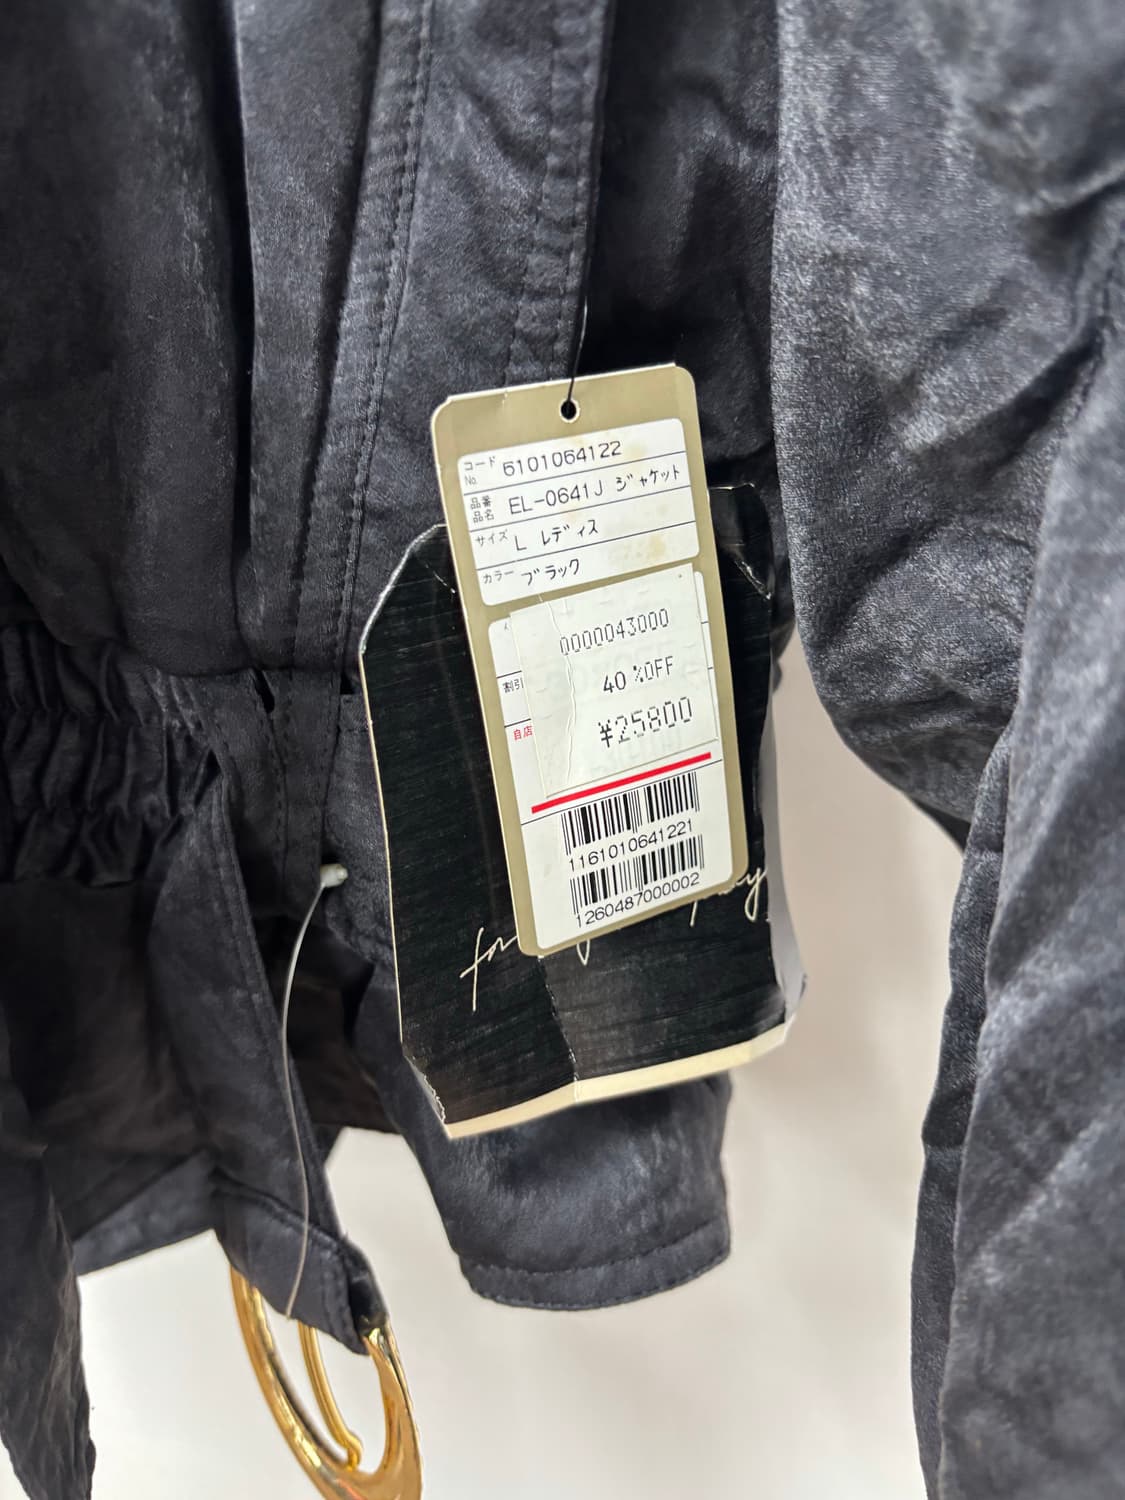 コード No. 6101064122
品番 品名 EL-0641J ジャケット
サイズ L レディス
カラー ブラック
0000043000
割引
40 %OFF
自店
¥25800
1161010641221
1260487000002